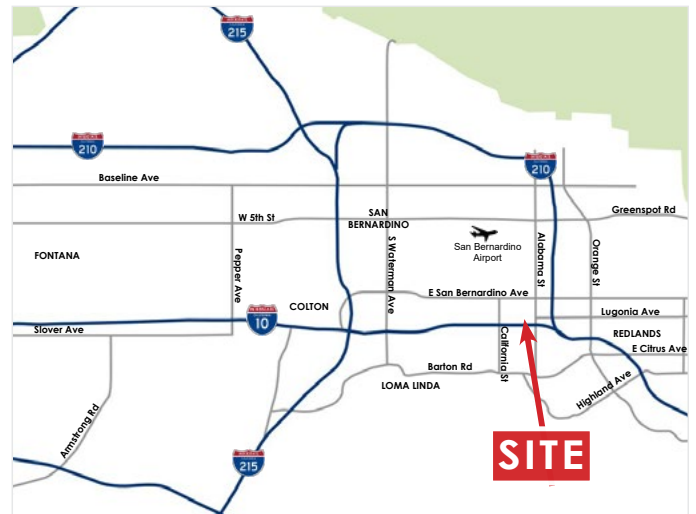 215
210
210
Baseline Ave
W 5th St
SAN
BERNARDINO
Greenspot Rd
FONTANA
Pepper Ave
S Waterman Ave
San Bernardino
Airport
Alabama St
Orange St
E San Bernardino Ave
COLTON
10
Lugonia Ave
Slover Ave
REDLANDS
California St
E Citrus Ave
Barton Rd
LOMA LINDA
Highland Ave
Armstrong Rd
215
SITE